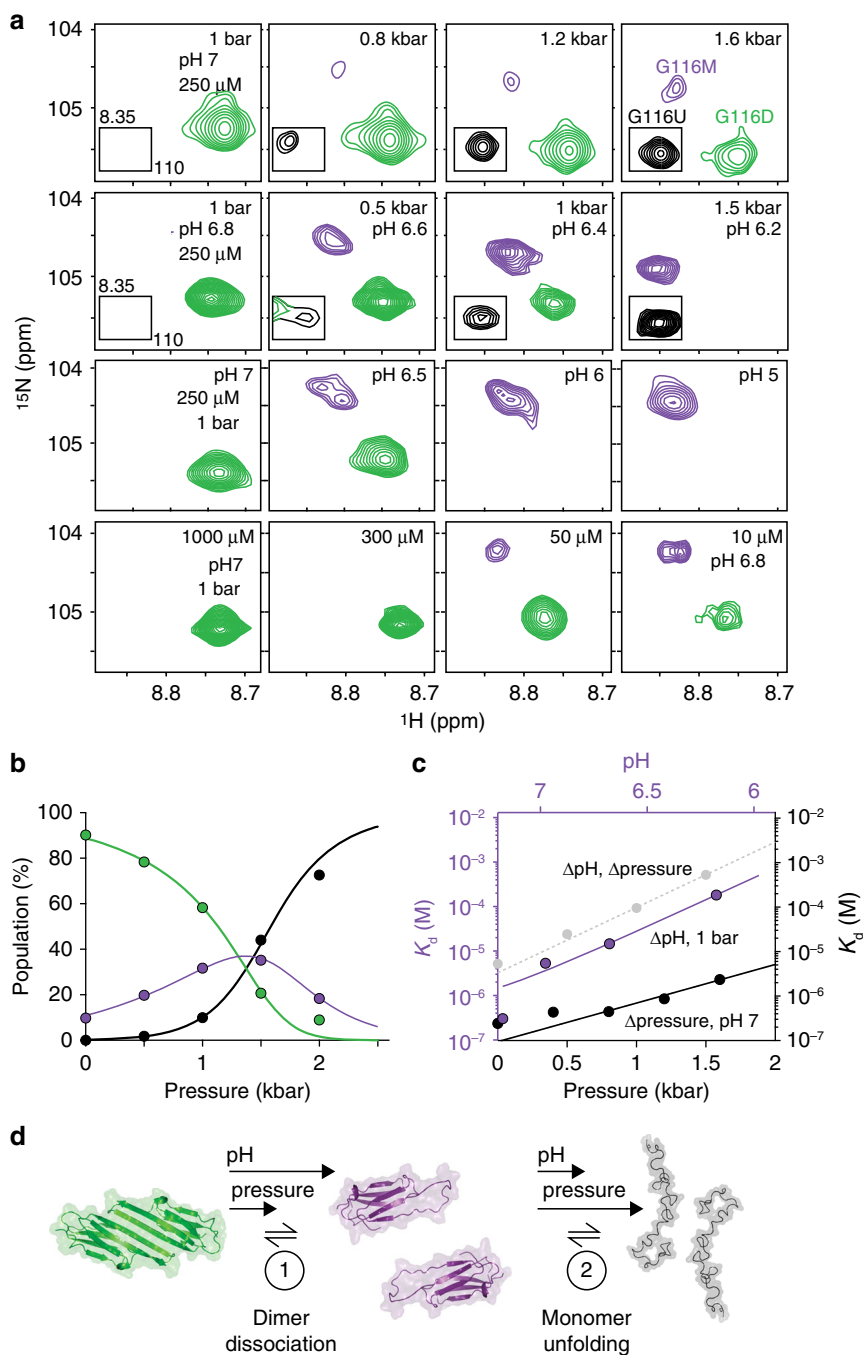 a
104
1 bar
0.8 kbar
1.2 kbar
1.6 kbar
pH 7
250 μM
G116M
105
8.35
G116U
G116D
110
104
1 bar
0.5 kbar
1 kbar
1.5 kbar
pH 6.8
pH 6.6
pH 6.4
pH 6.2
250 μM
105
8.35
110
15N (ppm)
104
pH 7
pH 6.5
pH 6
pH 5
250 μM
1 bar
105
104
1000 μM
300 μM
50 μM
10 μM
pH7
pH 6.8
1 bar
105
8.8
8.7
8.8
8.7
1H (ppm)
b
100
80
60
40
20
0
Population (%)
0
1
2
Pressure (kbar)
c
pH
7
6.5
6
10−2
10−3
10−4
10−5
10−6
10−7
Kd (M)
ΔpH, Δpressure
ΔpH, 1 bar
Δpressure, pH 7
10−2
10−3
10−4
10−5
10−6
10−7
Kd (M)
0
0.5
1
1.5
2
Pressure (kbar)
d
pH
pressure
1
Dimer
dissociation
pH
pressure
2
Monomer
unfolding